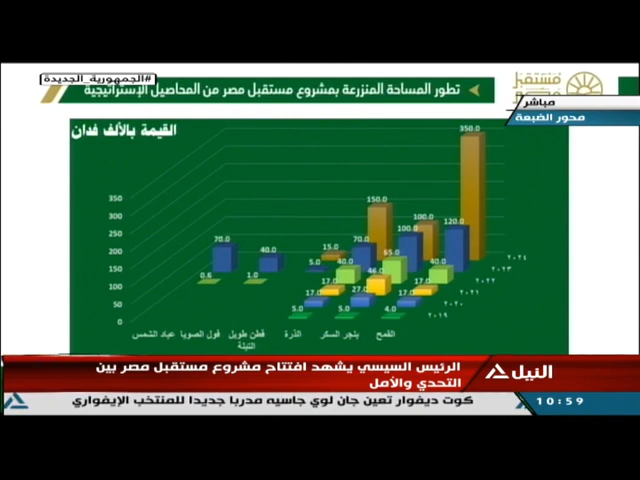 #الجمهورية_الجديدة
تطور المساحة المنزرعة بمشروع مستقبل مصر من المحاصيل الإستراتيجية
مستقبل مصر
مباشر
محور الضبعة
القيمة بالألف فدان
350.0
150.0
100.0
15.0
70.0
40.0
5.0
70.0
100.0
120.0
0.6
1.0
40.0
65.0
40.0
17.0
46.0
17.0
17.0
27.0
17.0
5.0
5.0
4.0
350
300
250
200
150
100
50
0
٢٠٢٤
٢٠٢٣
٢٠٢٢
٢٠٢١
٢٠٢٠
٢٠١٩
القمح
بنجر السكر
الذرة
قطن طويل التيلة
فول الصويا
عباد الشمس
النيل
الرئيس السيسي يشهد افتتاح مشروع مستقبل مصر بين
التحدي والأمل
كوت ديفوار تعين جان لوي جاسيه مدربا جديدا للمنتخب الإيفواري
10:59